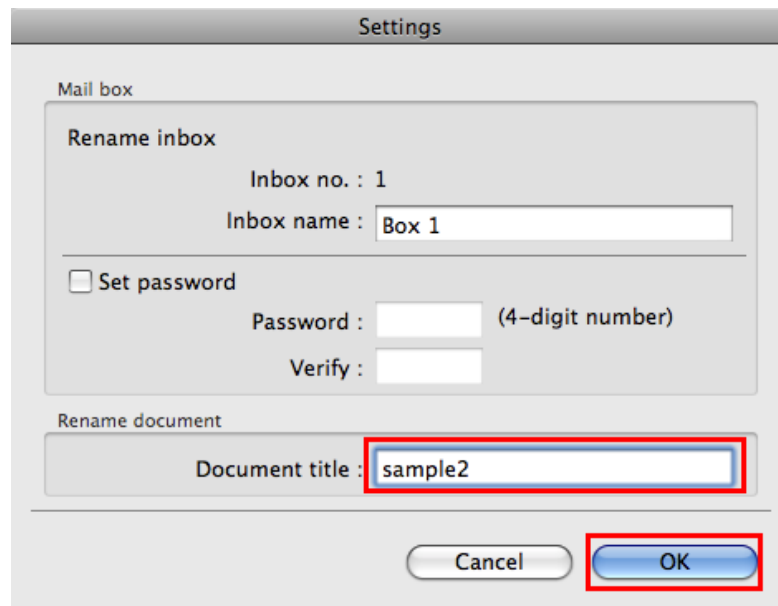 Settings
Mail box
Rename inbox
Inbox no. : 1
Inbox name : Box 1
Set password
Password : (4-digit number)
Verify :
Rename document
Document title : sample2
Cancel OK